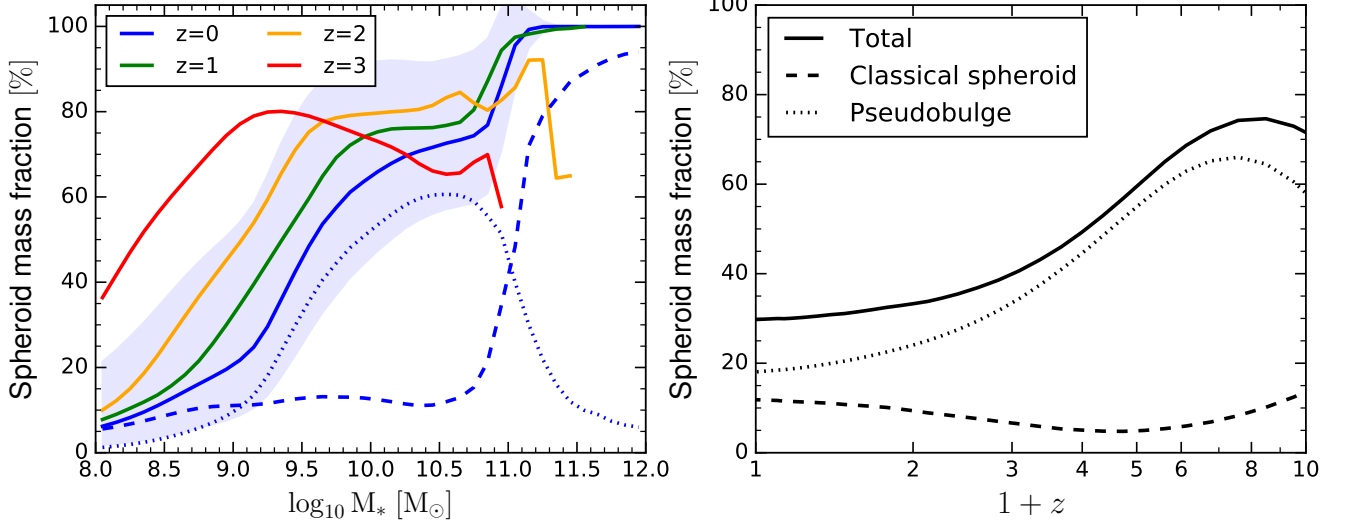 Spheroid mass fraction [%]
100
80
60
40
20
0
z=0
z=1
z=2
z=3
8.0 8.5 9.0 9.5 10.0 10.5 11.0 11.5 12.0
log₁₀ M* [M⊙]
Spheroid mass fraction [%]
100
80
60
40
20
0
Total
Classical spheroid
Pseudobulge
1 2 3 4 5 6 10
1 + z